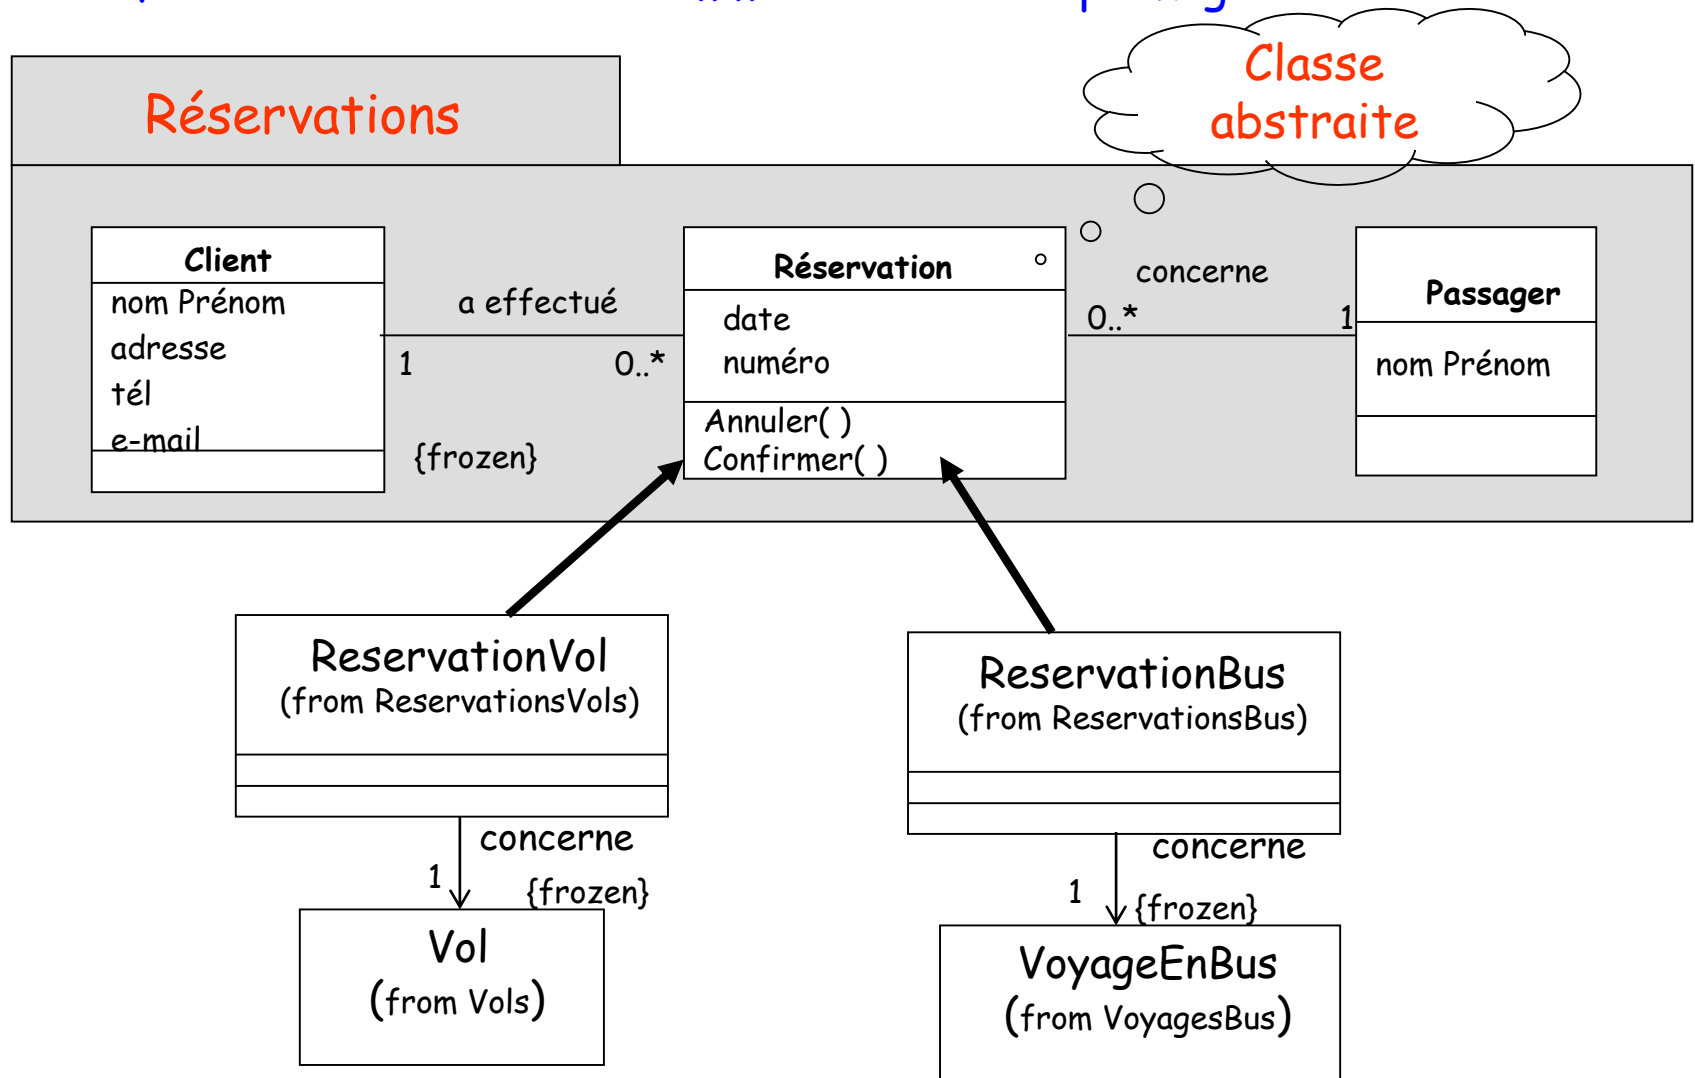 Classe
abstraite
Réservations
Client
nom Prénom
adresse
tél
e-mail
a effectué
1
0..*
{frozen}
Réservation
date
numéro
Annuler( )
Confirmer( )
concerne
0..*
1
Passager
nom Prénom
ReservationVol
(from ReservationsVols)
ReservationBus
(from ReservationsBus)
concerne
1
{frozen}
concerne
1
{frozen}
Vol
(from Vols)
VoyageEnBus
(from VoyagesBus)